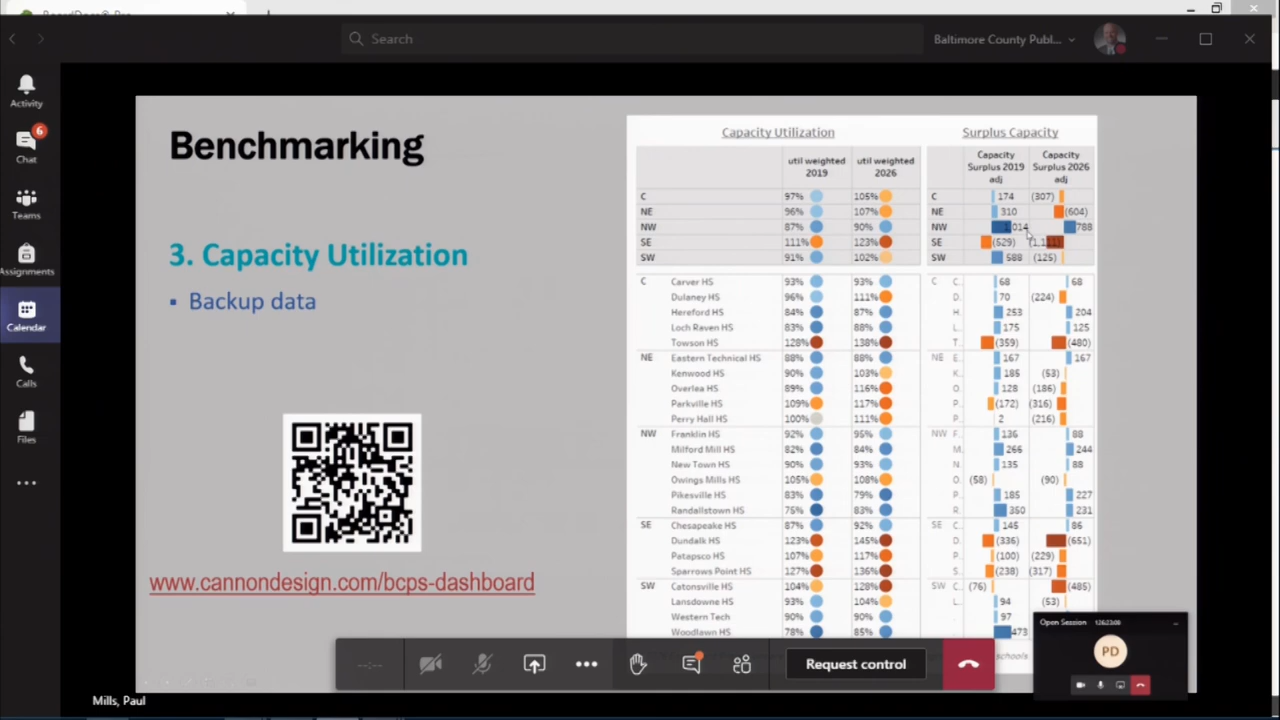 BoardDocs® Pro
Search
Baltimore County Publ...
Activity
6
Chat
Teams
Assignments
Calendar
Calls
Files
Benchmarking
3. Capacity Utilization
▪ Backup data
www.cannondesign.com/bcps-dashboard
Capacity Utilization
util weighted 2019 util weighted 2026
C 97% 105%
NE 96% 107%
NW 87% 90%
SE 111% 123%
SW 91% 102%
C Carver HS 93% 93%
Dulaney HS 96% 111%
Hereford HS 84% 87%
Loch Raven HS 83% 88%
Towson HS 128% 138%
NE Eastern Technical HS 88% 88%
Kenwood HS 90% 103%
Overlea HS 89% 116%
Parkville HS 109% 117%
Perry Hall HS 100% 111%
NW Franklin HS 92% 95%
Milford Mill HS 82% 84%
New Town HS 90% 93%
Owings Mills HS 105% 108%
Pikesville HS 83% 79%
Randallstown HS 75% 83%
SE Chesapeake HS 87% 92%
Dundalk HS 123% 145%
Patapsco HS 107% 117%
Sparrows Point HS 127% 136%
SW Catonsville HS 104% 128%
Lansdowne HS 93% 104%
Western Tech 90% 90%
Woodlawn HS 78% 85%
Surplus Capacity
Capacity Surplus 2019 adj Capacity Surplus 2026 adj
C 174 (307)
NE 310 (604)
NW 1,014 788
SE (529) (1,111)
SW 588 (125)
C C.. 68 68
D.. 70 (224)
H.. 253 204
L.. 175 125
T.. (359) (480)
NE E.. 167 167
K.. 185 (53)
O.. 128 (186)
P.. (172) (316)
P.. 2 (216)
NW F.. 136 88
M.. 266 244
N.. 135 88
O.. (58) (90)
P.. 185 227
R.. 350 231
SE C.. 145 86
D.. (336) (651)
P.. (100) (229)
S.. (238) (317)
SW C.. (76) (485)
L.. 94 (53)
97
473
schools.
Open Session
PD
--:--
Request control
Mills, Paul